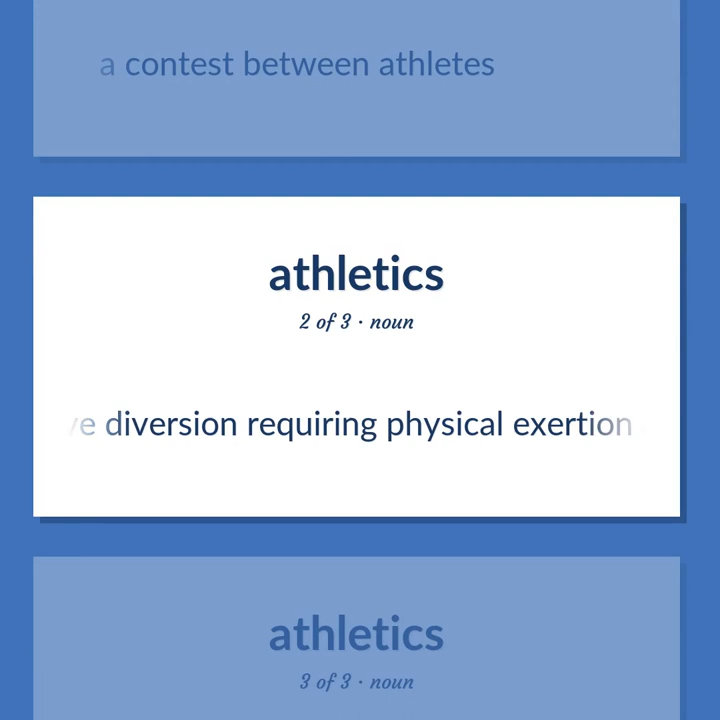 a contest between athletes
athletics
2 of 3 · noun
diversion requiring physical exertion
athletics
3 of 3 · noun